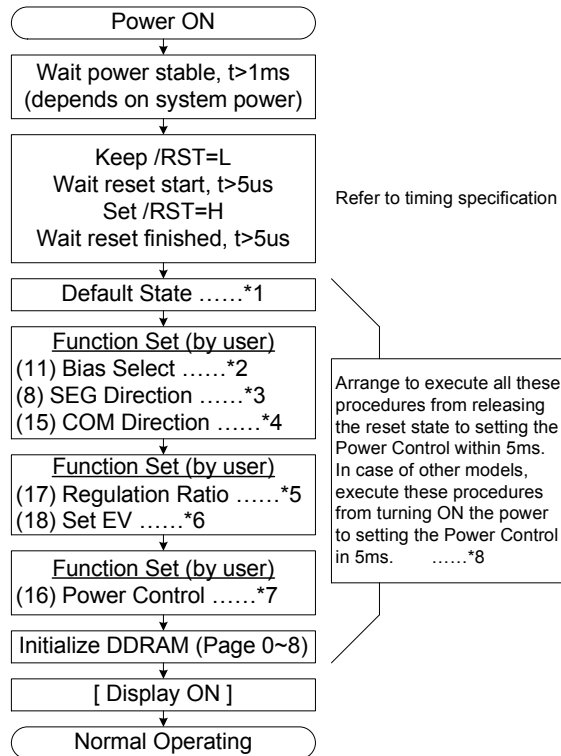 Power ON
Wait power stable, t>1ms
(depends on system power)
Keep /RST=L
Wait reset start, t>5us
Set /RST=H
Wait reset finished, t>5us
Refer to timing specification
Default State ……*1
Function Set (by user)
(11) Bias Select ……*2
(8) SEG Direction ……*3
(15) COM Direction ……*4
Function Set (by user)
(17) Regulation Ratio ……*5
(18) Set EV ……*6
Function Set (by user)
(16) Power Control ……*7
Initialize DDRAM (Page 0~8)
Arrange to execute all these
procedures from releasing
the reset state to setting the
Power Control within 5ms.
In case of other models,
execute these procedures
from turning ON the power
to setting the Power Control
in 5ms. ……*8
[ Display ON ]
Normal Operating